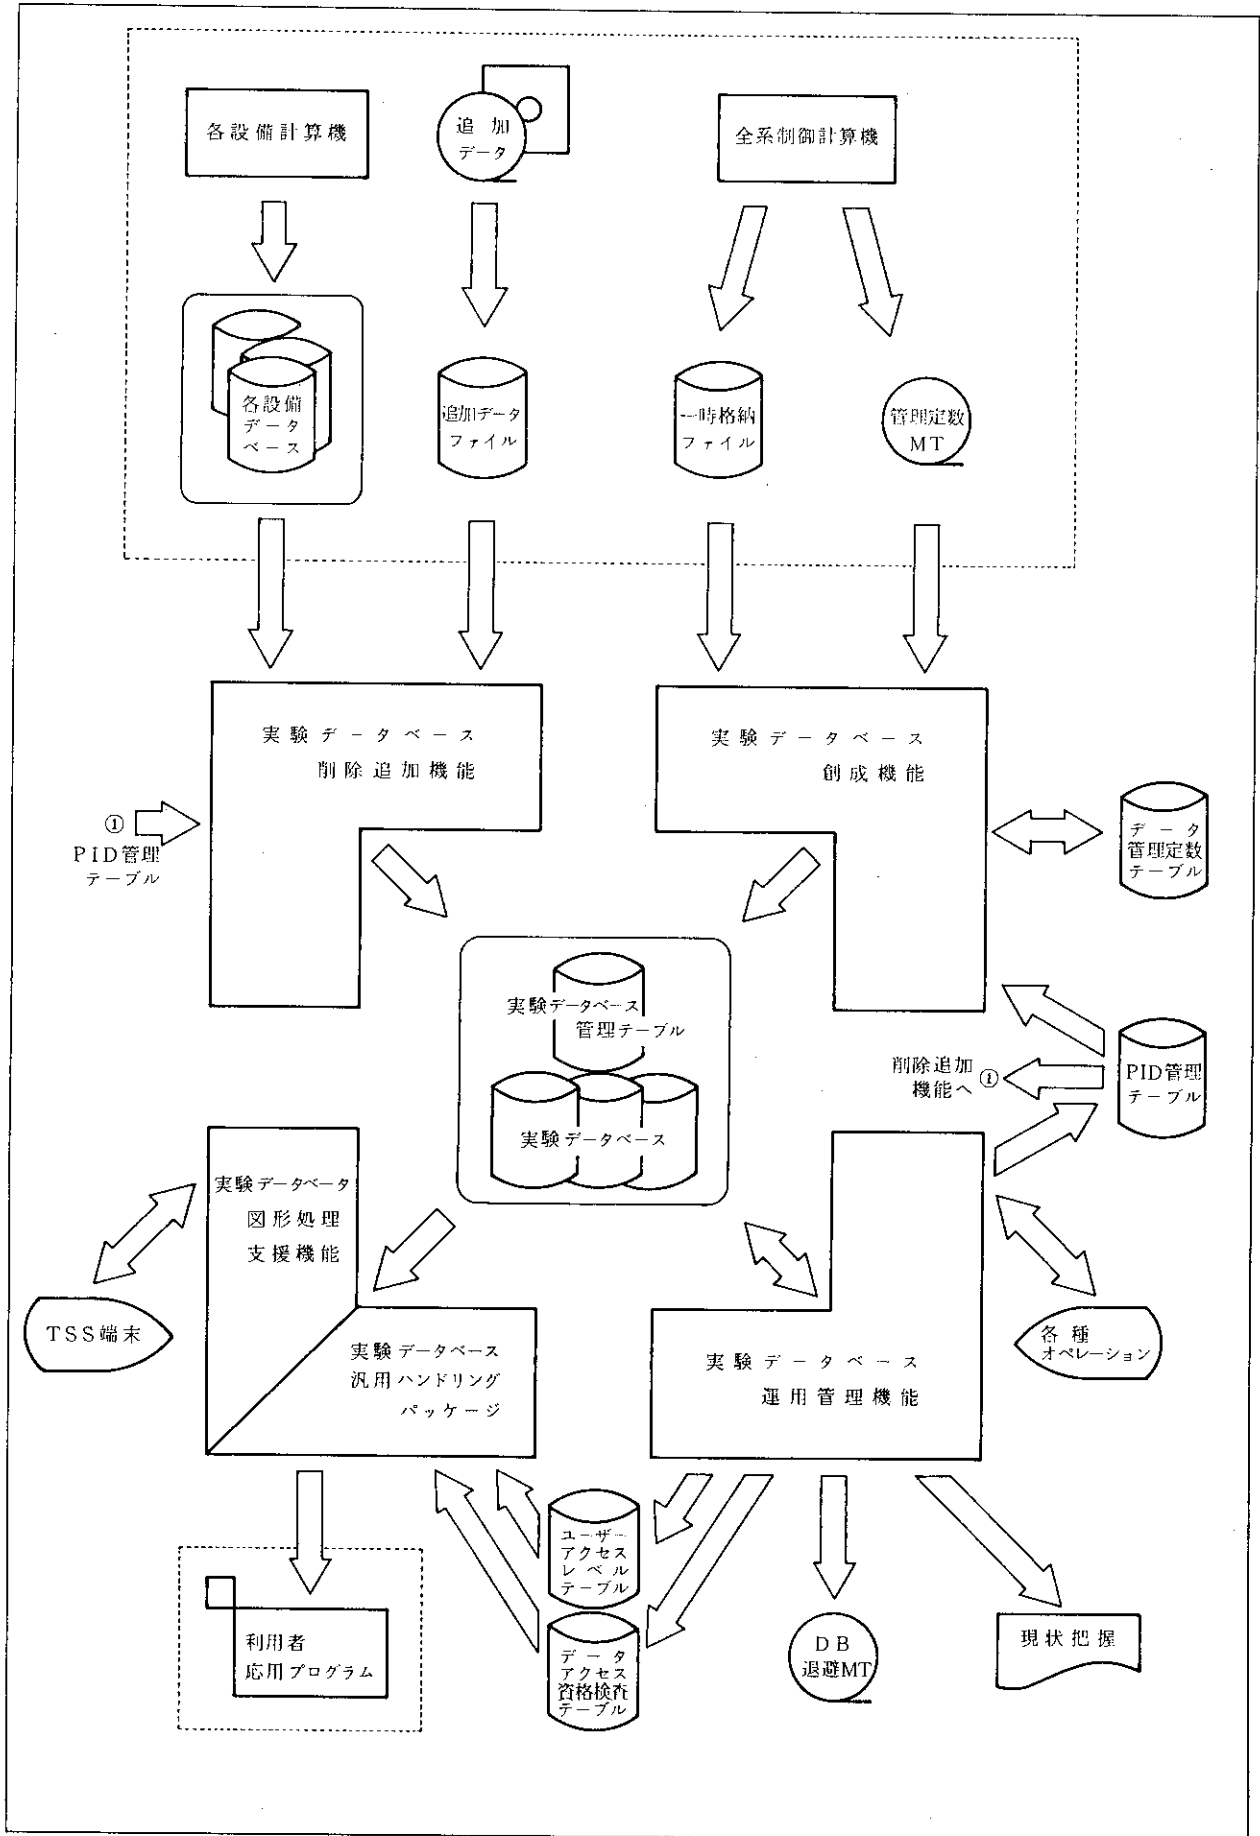 各設備計算機
追加
データ
全系制御計算機
各設備
データ
ベース
追加データ
ファイル
一時格納
ファイル
管理定数
MT
実験データベース
削除追加機能
実験データベース
創成機能
①
PID管理
テーブル
データ
管理定数
テーブル
実験データベース
管理テーブル
実験データベース
削除追加
機能へ ①
PID管理
テーブル
実験データベータ
図形処理
支援機能
TSS端末
実験データベース
汎用ハンドリング
パッケージ
実験データベース
運用管理機能
各種
オペレーション
ユーザー
アクセス
レベル
テーブル
データ
アクセス
資格検査
テーブル
利用者
応用プログラム
DB
退避MT
現状把握